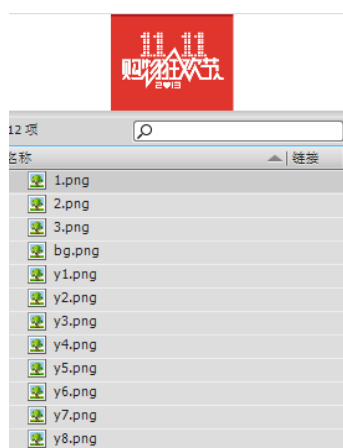 11.11
购物狂欢节
2013
12 项
名称
链接
1.png
2.png
3.png
bg.png
y1.png
y2.png
y3.png
y4.png
y5.png
y6.png
y7.png
y8.png